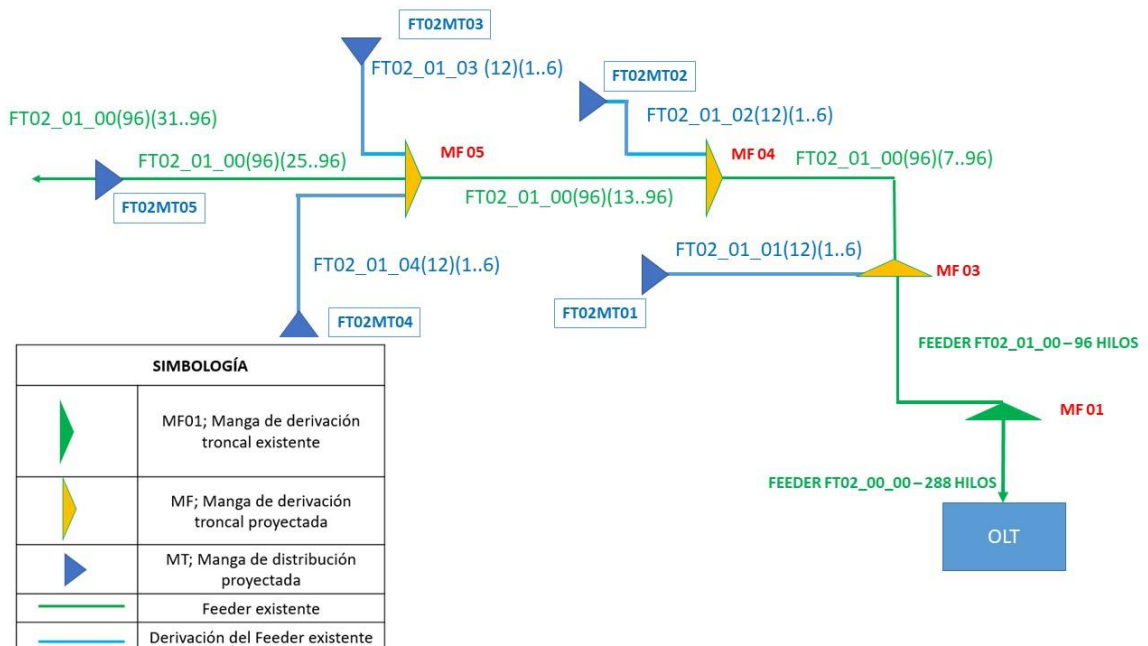 FT02MT03
FT02_01_03 (12)(1..6)
FT02MT02
FT02_01_00(96)(31..96)
FT02_01_02(12)(1..6)
FT02_01_00(96)(25..96)
MF 05
MF 04
FT02_01_00(96)(7..96)
FT02MT05
FT02_01_00(96)(13..96)
FT02_01_04(12)(1..6)
FT02_01_01(12)(1..6)
MF 03
FT02MT01
FT02MT04
FEEDER FT02_01_00 – 96 HILOS
MF 01
FEEDER FT02_00_00 – 288 HILOS
OLT
SIMBOLOGÍA
MF01; Manga de derivación
troncal existente
MF; Manga de derivación
troncal proyectada
MT; Manga de distribución
proyectada
Feeder existente
Derivación del Feeder existente